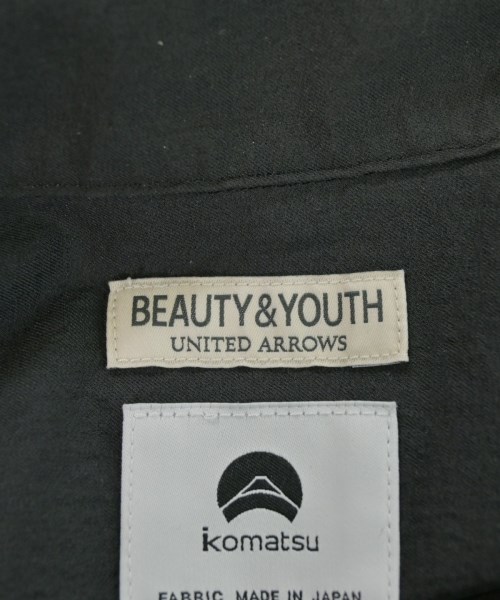 BEAUTY&YOUTH
UNITED ARROWS
komatsu
FABRIC MADE IN JAPAN